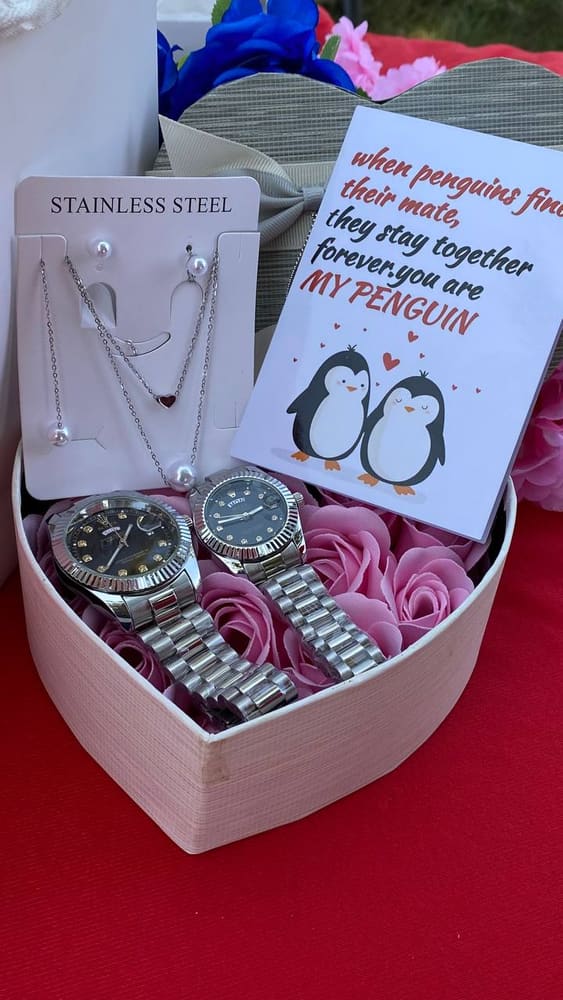 STAINLESS STEEL
when penguins find
their mate,
they stay together
forever.you are
MY PENGUIN